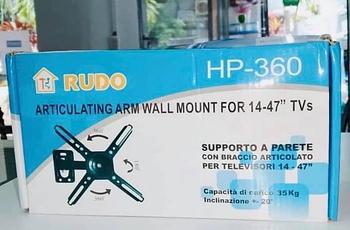 RUDO
HP-360
ARTICULATING ARM WALL MOUNT FOR 14-47" TVs
SUPPORTO A PARETE
CON BRACCIO ARTICOLATO
PER TELEVISORI 14 - 47"
Capacità di carico 35Kg
Inclinazione +- 20°
360°